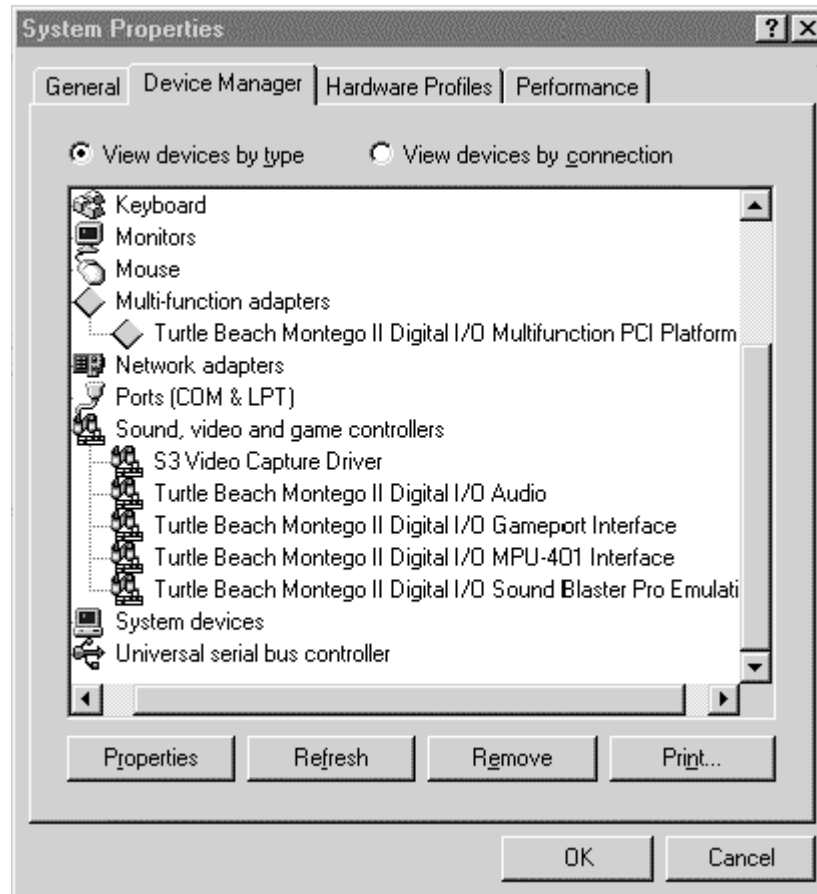 System Properties
General Device Manager Hardware Profiles Performance
View devices by type View devices by connection
Keyboard
Monitors
Mouse
Multi-function adapters
Turtle Beach Montego II Digital I/O Multifunction PCI Platform
Network adapters
Ports (COM & LPT)
Sound, video and game controllers
S3 Video Capture Driver
Turtle Beach Montego II Digital I/O Audio
Turtle Beach Montego II Digital I/O Gameport Interface
Turtle Beach Montego II Digital I/O MPU-401 Interface
Turtle Beach Montego II Digital I/O Sound Blaster Pro Emulati
System devices
Universal serial bus controller
Properties Refresh Remove Print...
OK Cancel